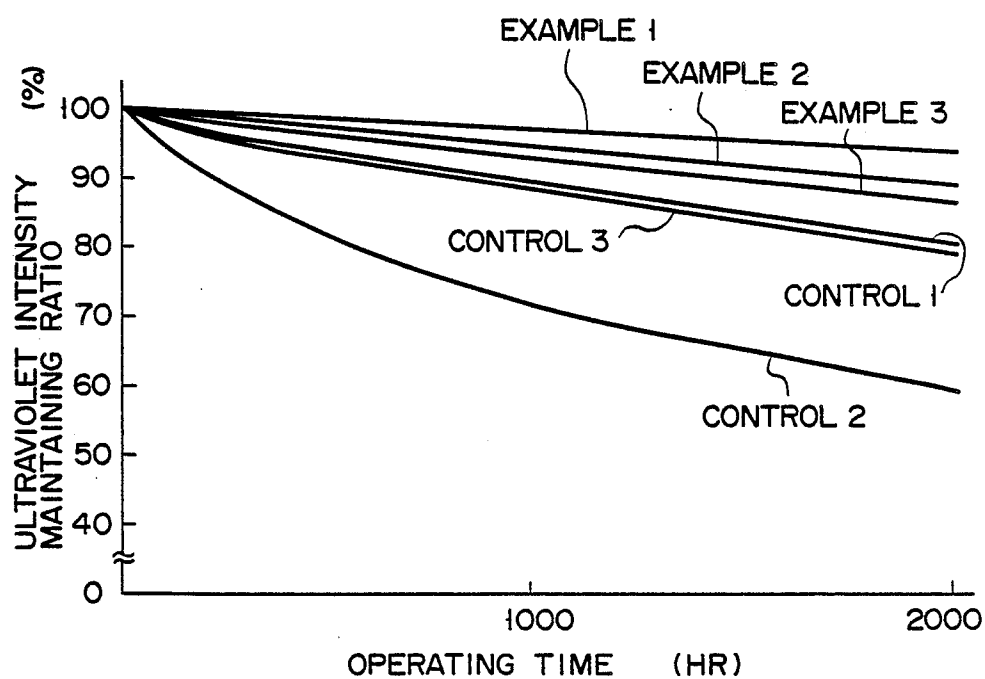 EXAMPLE 1
EXAMPLE 2
EXAMPLE 3
(%)
100
90
80
70
60
50
40
0
ULTRAVIOLET INTENSITY
MAINTAINING RATIO
CONTROL 3
CONTROL 1
CONTROL 2
1000
2000
OPERATING TIME (HR)